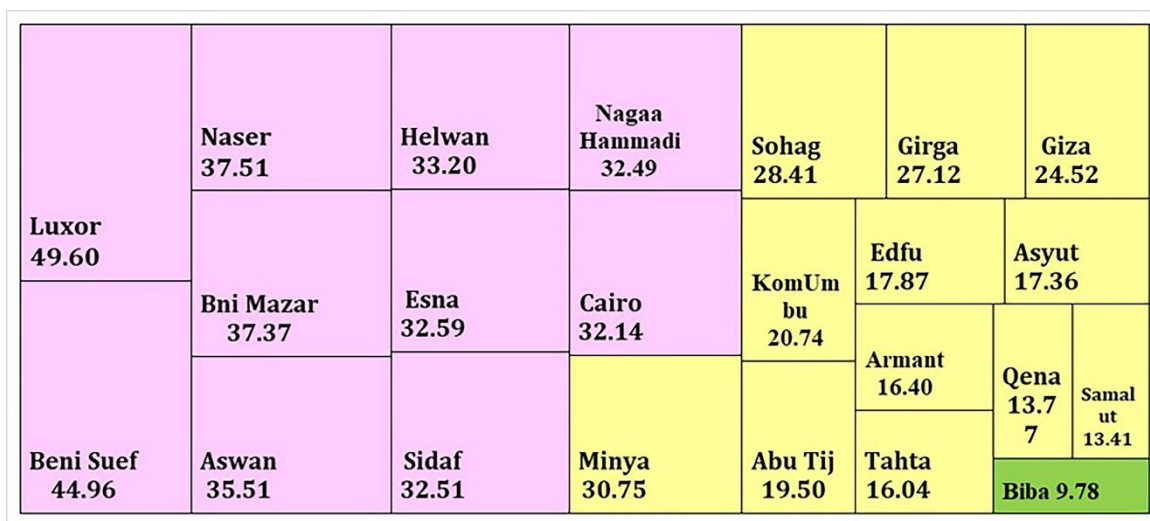 Luxor
49.60
Beni Suef
44.96
Naser
37.51
Bni Mazar
37.37
Aswan
35.51
Helwan
33.20
Esna
32.59
Sidaf
32.51
Nagaa
Hammadi
32.49
Cairo
32.14
Minya
30.75
Sohag
28.41
Girga
27.12
Giza
24.52
KomUm
bu
20.74
Abu Tij
19.50
Edfu
17.87
Asyut
17.36
Armant
16.40
Tahta
16.04
Qena
13.7
7
Samal
ut
13.41
Biba 9.78